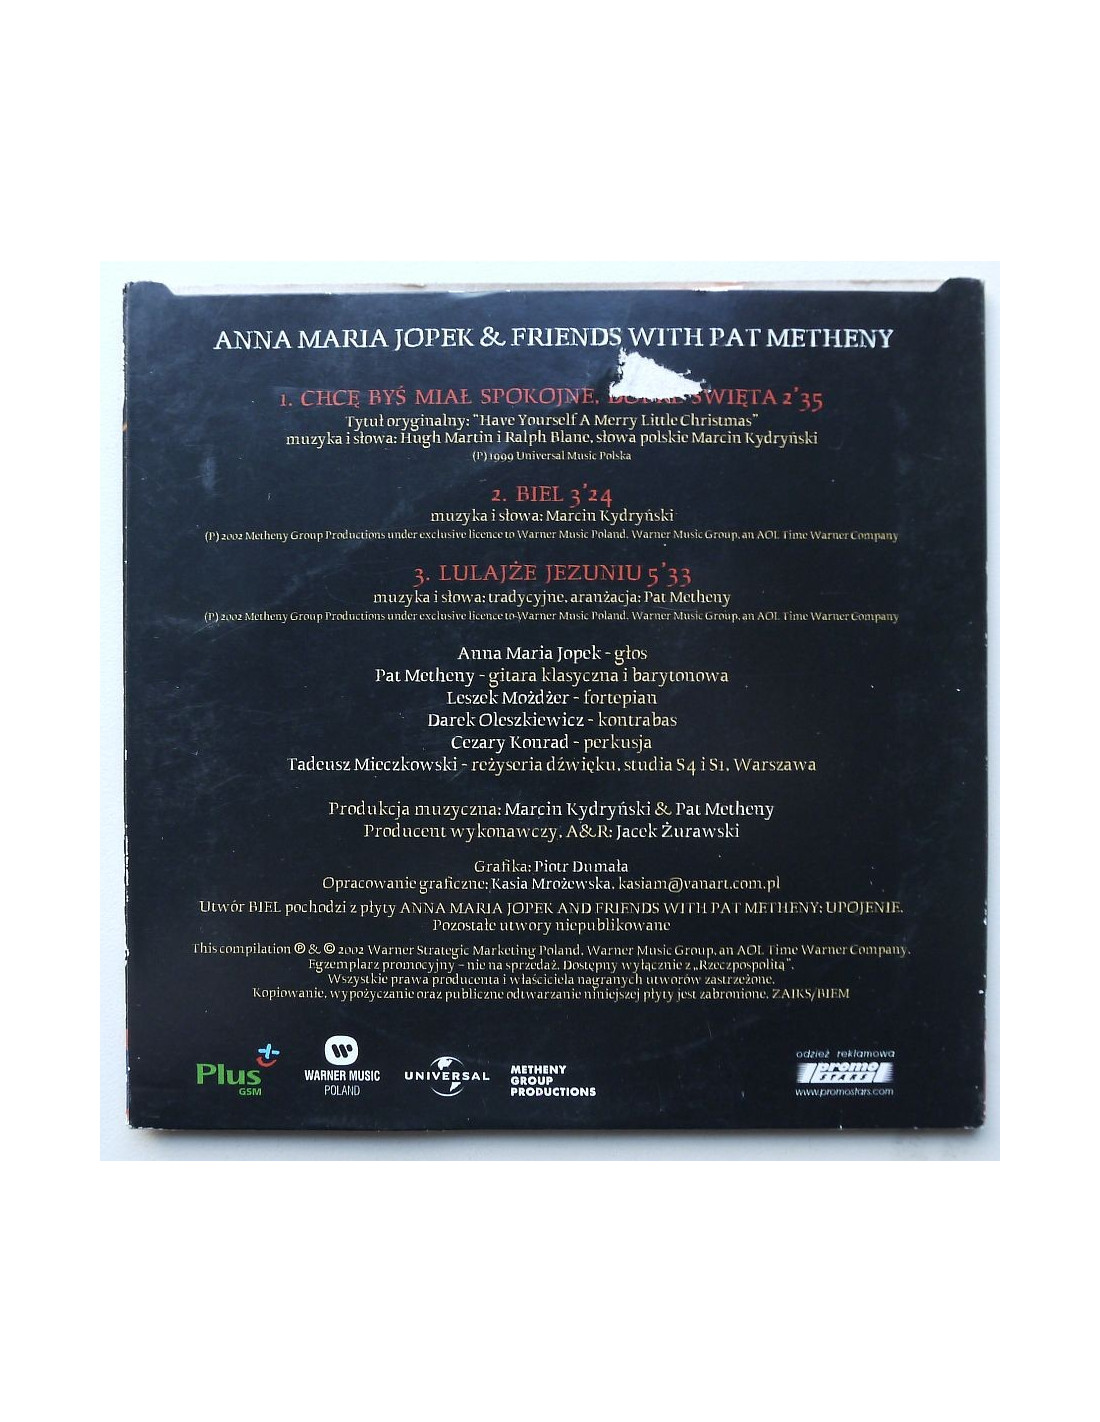 ANNA MARIA JOPEK & FRIENDS WITH PAT METHENY
1. CHCĘ BYŚ MIAŁ SPOKOJNE, ŚWIĘTA 2'35
Tytuł oryginalny: "Have Yourself A Merry Little Christmas"
muzyka i słowa: Hugh Martin i Ralph Blane, słowa polskie Marcin Kydryński
(P) 1999 Universal Music Polska
2. BIEL 3'24
muzyka i słowa: Marcin Kydryński
(P) 2002 Metheny Group Productions under exclusive licence to Warner Music Poland. Warner Music Group, an AOL Time Warner Company
3. LULAJŻE JEZUNIU 5'33
muzyka i słowa: tradycyjne, aranżacja: Pat Metheny
(P) 2002 Metheny Group Productions under exclusive licence to Warner Music Poland. Warner Music Group, an AOL Time Warner Company
Anna Maria Jopek - głos
Pat Metheny - gitara klasyczna i barytonowa
Leszek Możdżer - fortepian
Darek Oleszkiewicz - kontrabas
Cezary Konrad - perkusja
Tadeusz Mieczkowski - reżyseria dźwięku, studia S4 i S1, Warszawa
Produkcja muzyczna: Marcin Kydryński & Pat Metheny
Producent wykonawczy, A&R: Jacek Żurawski
Grafika: Piotr Dumała
Opracowanie graficzne: Kasia Mrożewska, kasiam@vanart.com.pl
Utwór BIEL pochodzi z płyty ANNA MARIA JOPEK AND FRIENDS WITH PAT METHENY: UPOJENIE.
Pozostałe utwory niepublikowane
This compilation ℗ & © 2002 Warner Strategic Marketing Poland. Warner Music Group, an AOL Time Warner Company.
Egzemplarz promocyjny – nie na sprzedaż. Dostępny wyłącznie z „Rzeczpospolitą”.
Wszystkie prawa producenta i właściciela nagranych utworów zastrzeżone.
Kopiowanie, wypożyczanie oraz publiczne odtwarzanie niniejszej płyty jest zabronione. ZAIKS/BIEM
Plus
GSM
WARNER MUSIC
POLAND
UNIVERSAL
METHENY
GROUP
PRODUCTIONS
odzież reklamowa
promo
STARS
www.promostars.com